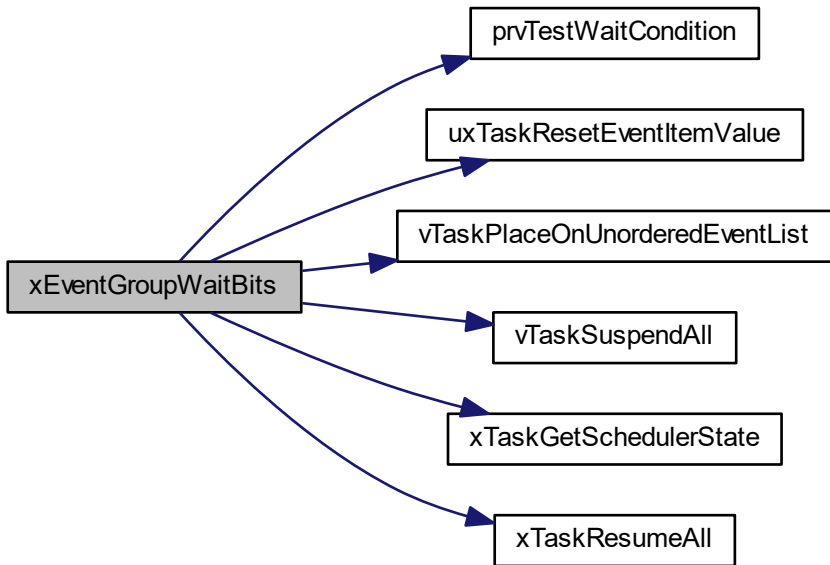 prvTestWaitCondition
uxTaskResetEventItemValue
vTaskPlaceOnUnorderedEventList
xEventGroupWaitBits
vTaskSuspendAll
xTaskGetSchedulerState
xTaskResumeAll